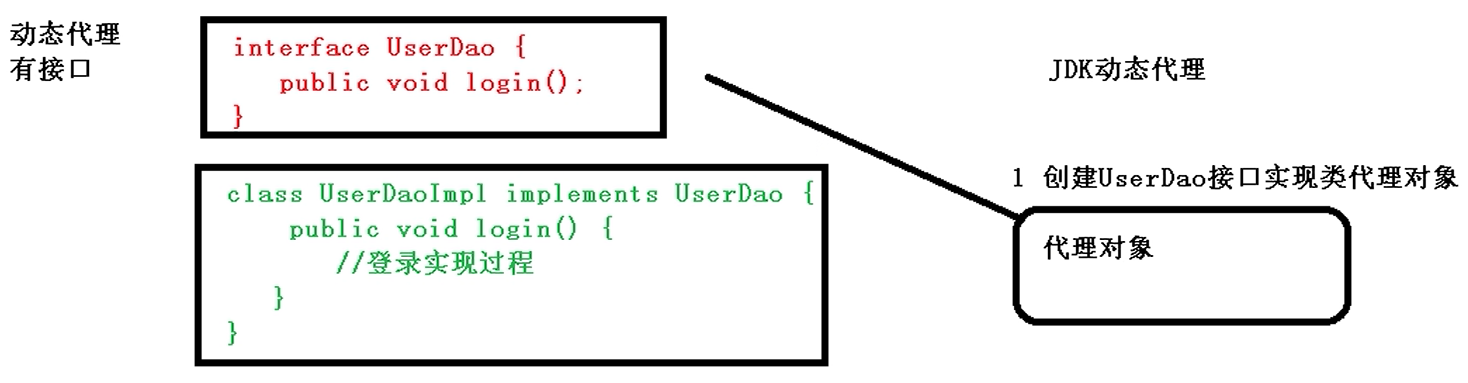 动态代理
有接口
interface UserDao {
public void login();
}
class UserDaoImpl implements UserDao {
public void login() {
//登录实现过程
}
}
JDK动态代理
1 创建UserDao接口实现类代理对象
代理对象